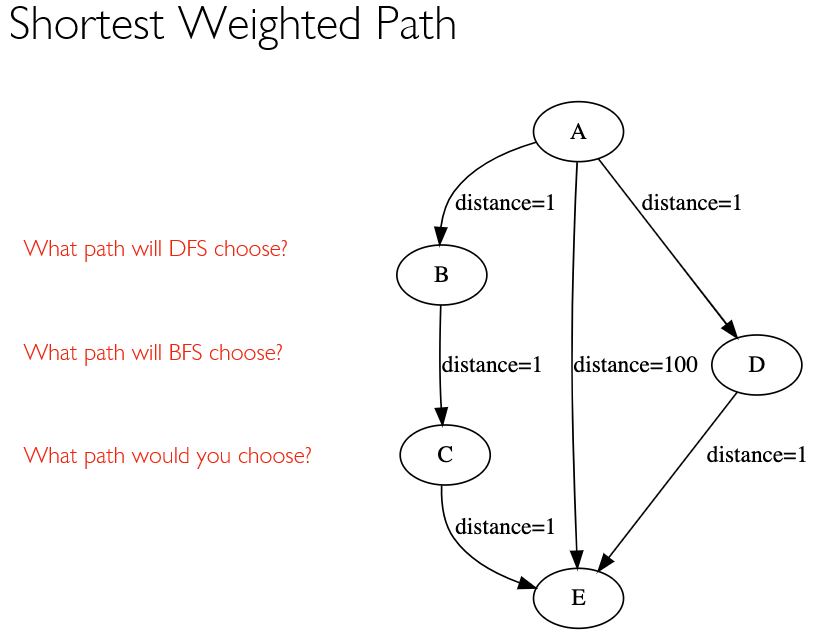 Shortest Weighted Path
A
distance=1
distance=1
What path will DFS choose?
B
What path will BFS choose?
distance=1
distance=100
D
What path would you choose?
C
distance=1
distance=1
E